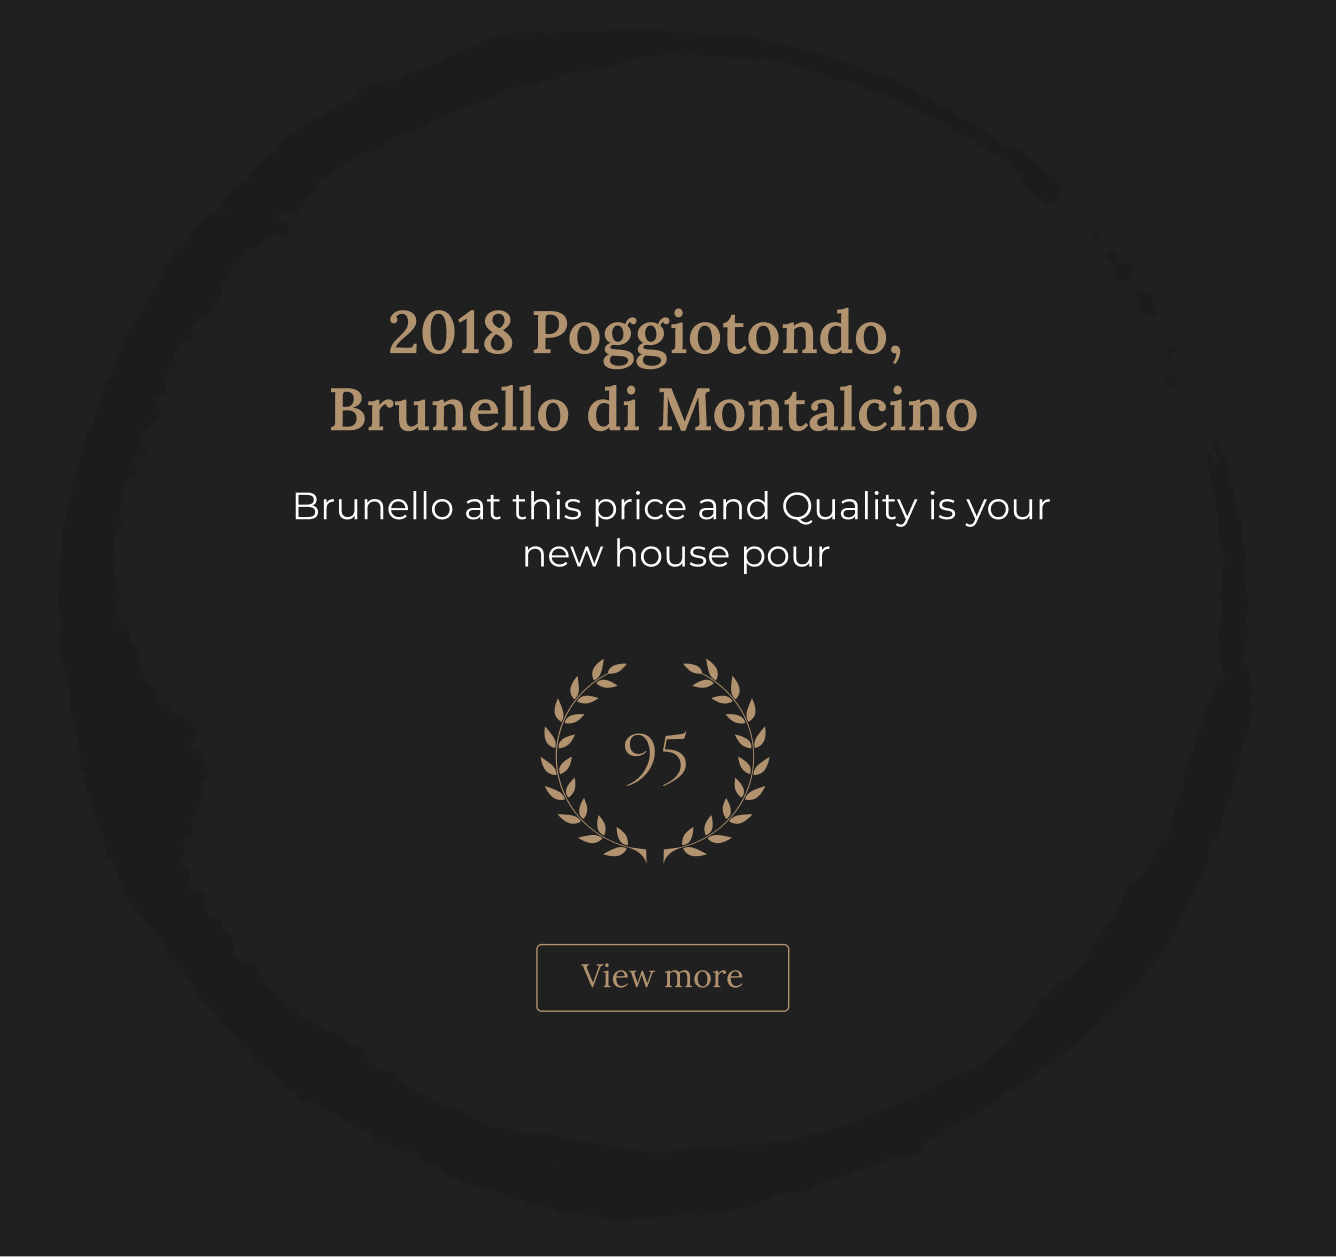 2018 Poggiotondo,
Brunello di Montalcino
Brunello at this price and Quality is your
new house pour
95
View more